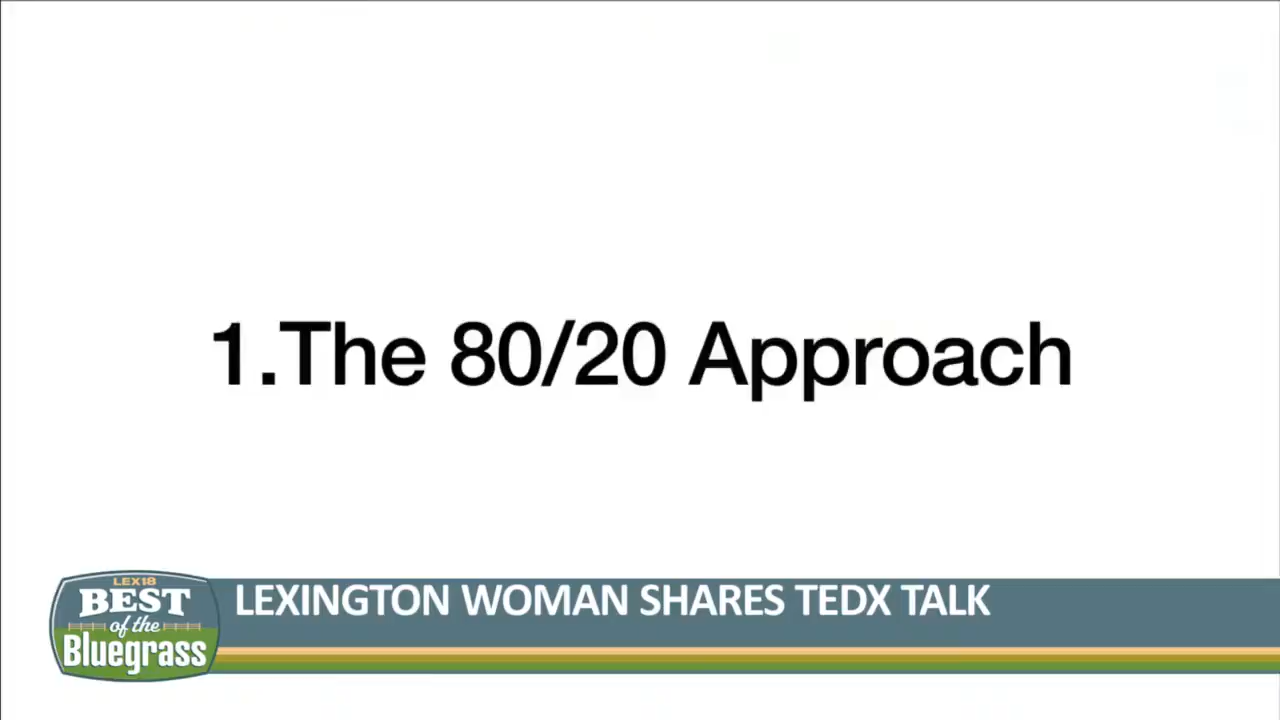 1.The 80/20 Approach
LEX18
BEST
of the
Bluegrass
LEXINGTON WOMAN SHARES TEDX TALK